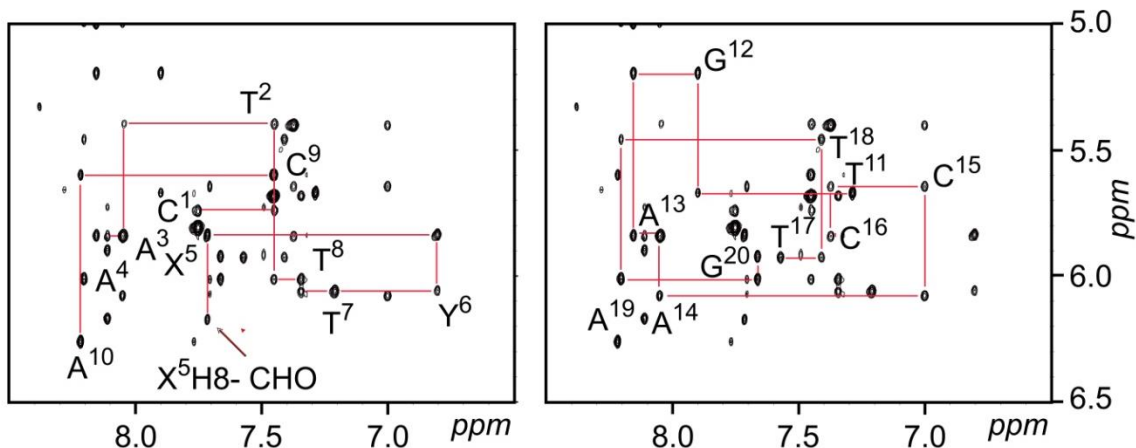 5.0
5.5
6.0
6.5
ppm
T²
C⁹
C¹
A³
A⁴
X⁵
T⁸
T⁷
Y⁶
A¹⁰
X⁵H8- CHO
8.0 7.5 7.0 ppm
G¹²
T¹⁸
T¹¹
C¹⁵
A¹³
T¹⁷
C¹⁶
G²⁰
A¹⁹
A¹⁴
8.0 7.5 7.0 ppm